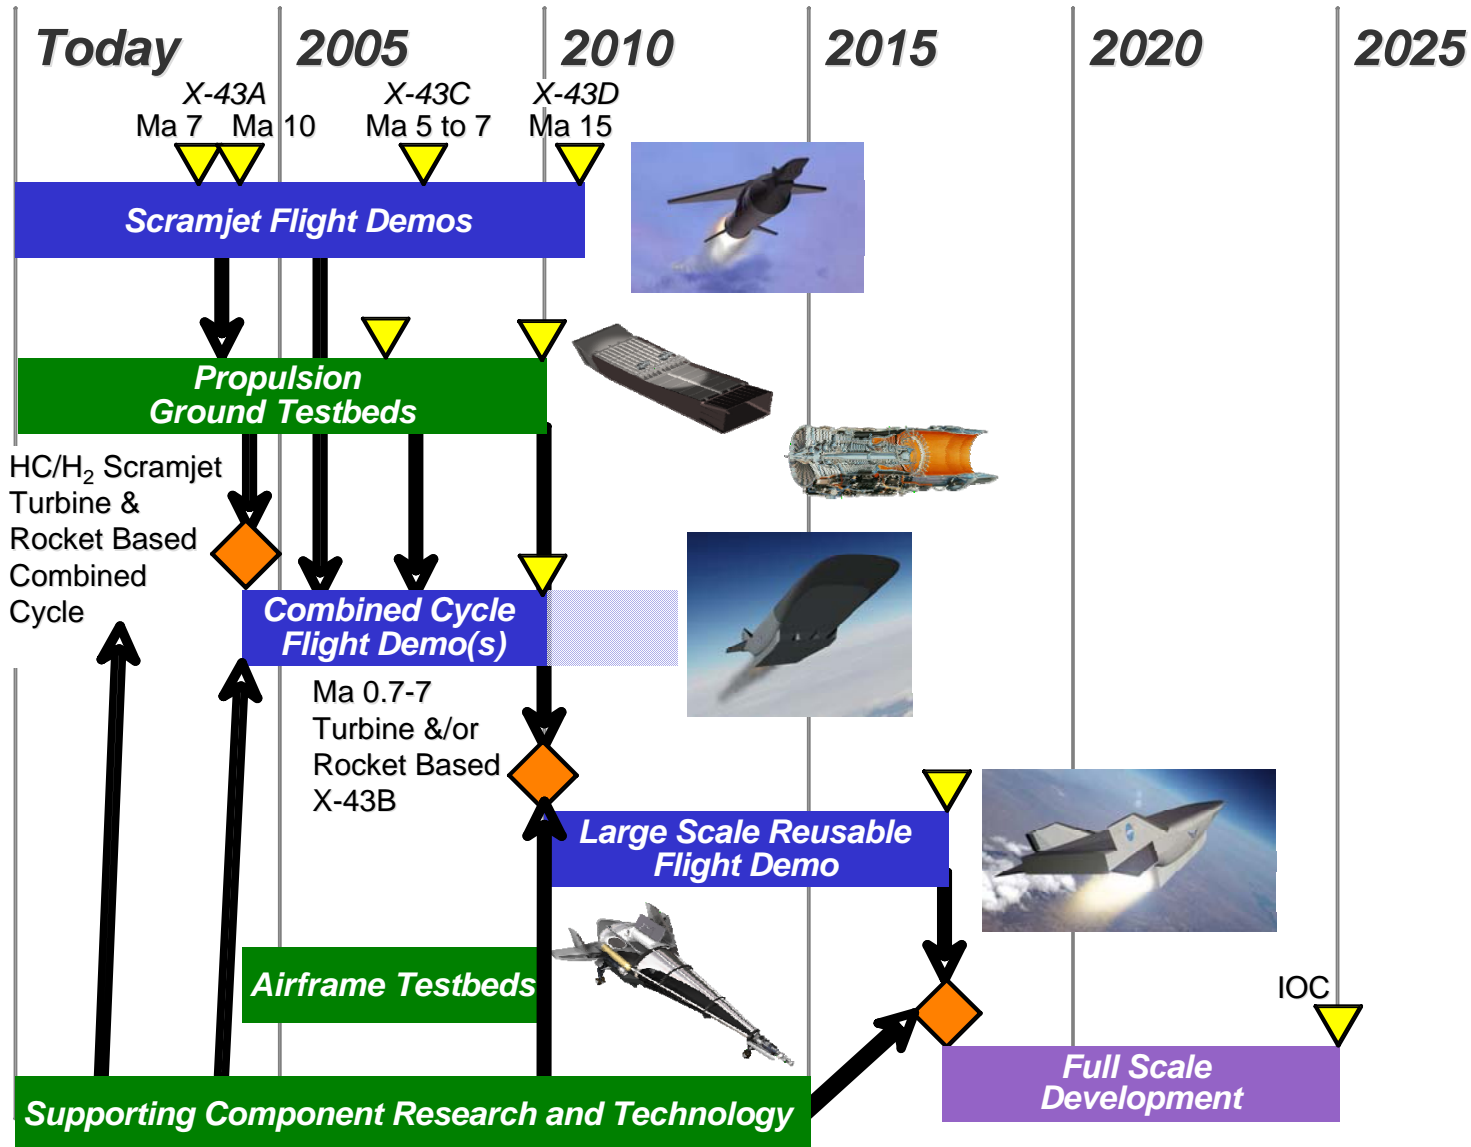 Today
2005
2010
2015
2020
2025
X-43A
X-43C
X-43D
Ma 7
Ma 10
Ma 5 to 7
Ma 15
Scramjet Flight Demos
Propulsion
Ground Testbeds
HC/H₂ Scramjet
Turbine &
Rocket Based
Combined
Cycle
Combined Cycle
Flight Demo(s)
Ma 0.7-7
Turbine &/or
Rocket Based
X-43B
Large Scale Reusable
Flight Demo
Airframe Testbeds
IOC
Full Scale
Development
Supporting Component Research and Technology